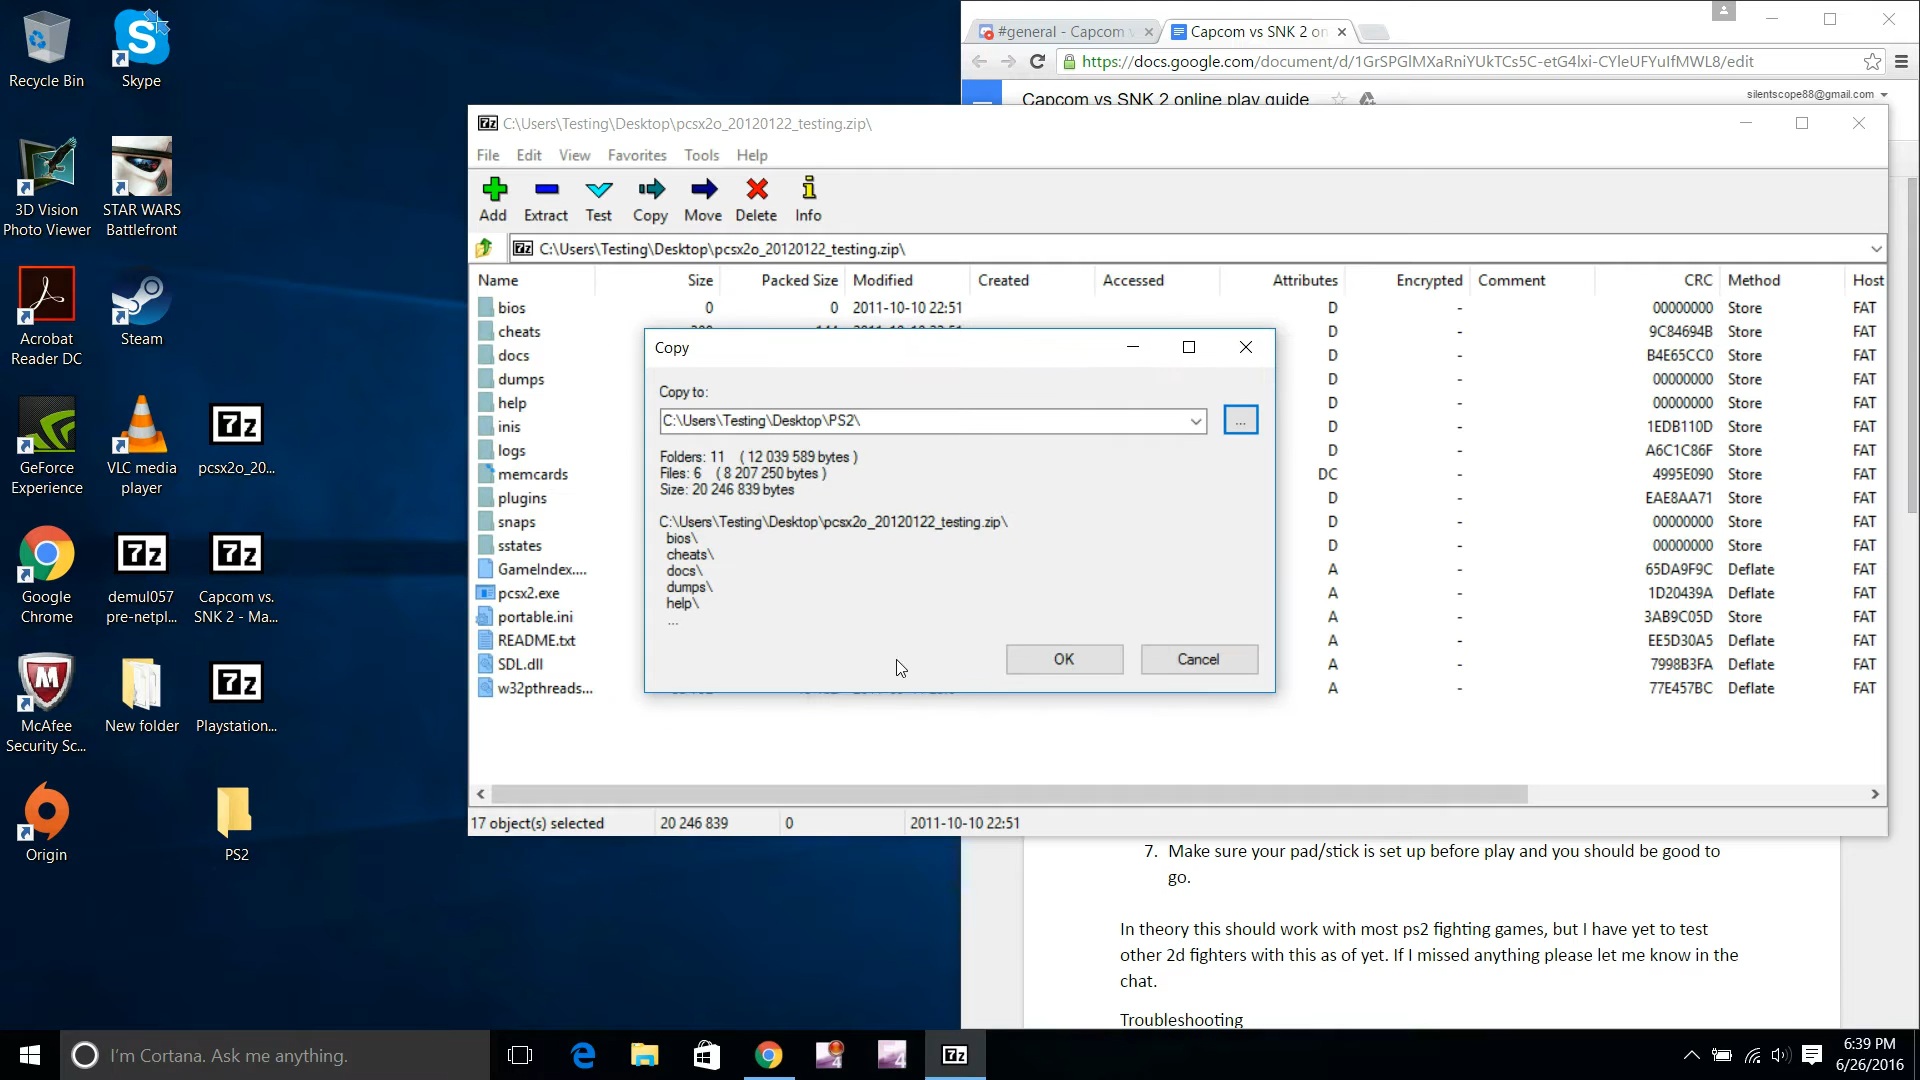 Recycle Bin
Skype
3D Vision
Photo Viewer
STAR WARS
Battlefront
Acrobat
Reader DC
Steam
GeForce
Experience
VLC media
player
7z
pcsx2o_20...
Google
Chrome
7z
demul057
pre-netpl...
7z
Capcom vs.
SNK 2 - Ma...
McAfee
Security Sc...
New folder
7z
Playstation...
Origin
PS2
#general - Capcom v
Capcom vs SNK 2 on
https://docs.google.com/document/d/1GrSPGlMXaRniYUkTCs5C-etG4lxi-CYleUFYuIfMWL8/edit
Capcom vs SNK 2 online play guide
silentscope88@gmail.com
7z C:\Users\Testing\Desktop\pcsx2o_20120122_testing.zip\
File Edit View Favorites Tools Help
Add Extract Test Copy Move Delete Info
7z C:\Users\Testing\Desktop\pcsx2o_20120122_testing.zip\
Name Size Packed Size Modified Created Accessed Attributes Encrypted Comment CRC Method Host
bios 0 0 2011-10-10 22:51 D - 00000000 Store FAT
cheats D - 9C84694B Store FAT
docs D - B4E65CC0 Store FAT
dumps D - 00000000 Store FAT
help D - 00000000 Store FAT
inis D - 1EDB110D Store FAT
logs D - A6C1C86F Store FAT
memcards DC - 4995E090 Store FAT
plugins D - EAE8AA71 Store FAT
snaps D - 00000000 Store FAT
sstates D - 00000000 Store FAT
GameIndex.... A - 65DA9F9C Deflate FAT
pcsx2.exe A - 1D20439A Deflate FAT
portable.ini A - 3AB9C05D Store FAT
README.txt A - EE5D30A5 Deflate FAT
SDL.dll A - 7998B3FA Deflate FAT
w32pthreads... A - 77E457BC Deflate FAT
Copy
Copy to:
C:\Users\Testing\Desktop\PS2\
...
Folders: 11 ( 12 039 589 bytes )
Files: 6 ( 8 207 250 bytes )
Size: 20 246 839 bytes
C:\Users\Testing\Desktop\pcsx2o_20120122_testing.zip\
bios\
cheats\
docs\
dumps\
help\
...
OK Cancel
17 object(s) selected 20 246 839 0 2011-10-10 22:51
7. Make sure your pad/stick is set up before play and you should be good to
go.
In theory this should work with most ps2 fighting games, but I have yet to test
other 2d fighters with this as of yet. If I missed anything please let me know in the
chat.
Troubleshooting
I'm Cortana. Ask me anything.
7z
6:39 PM
6/26/2016